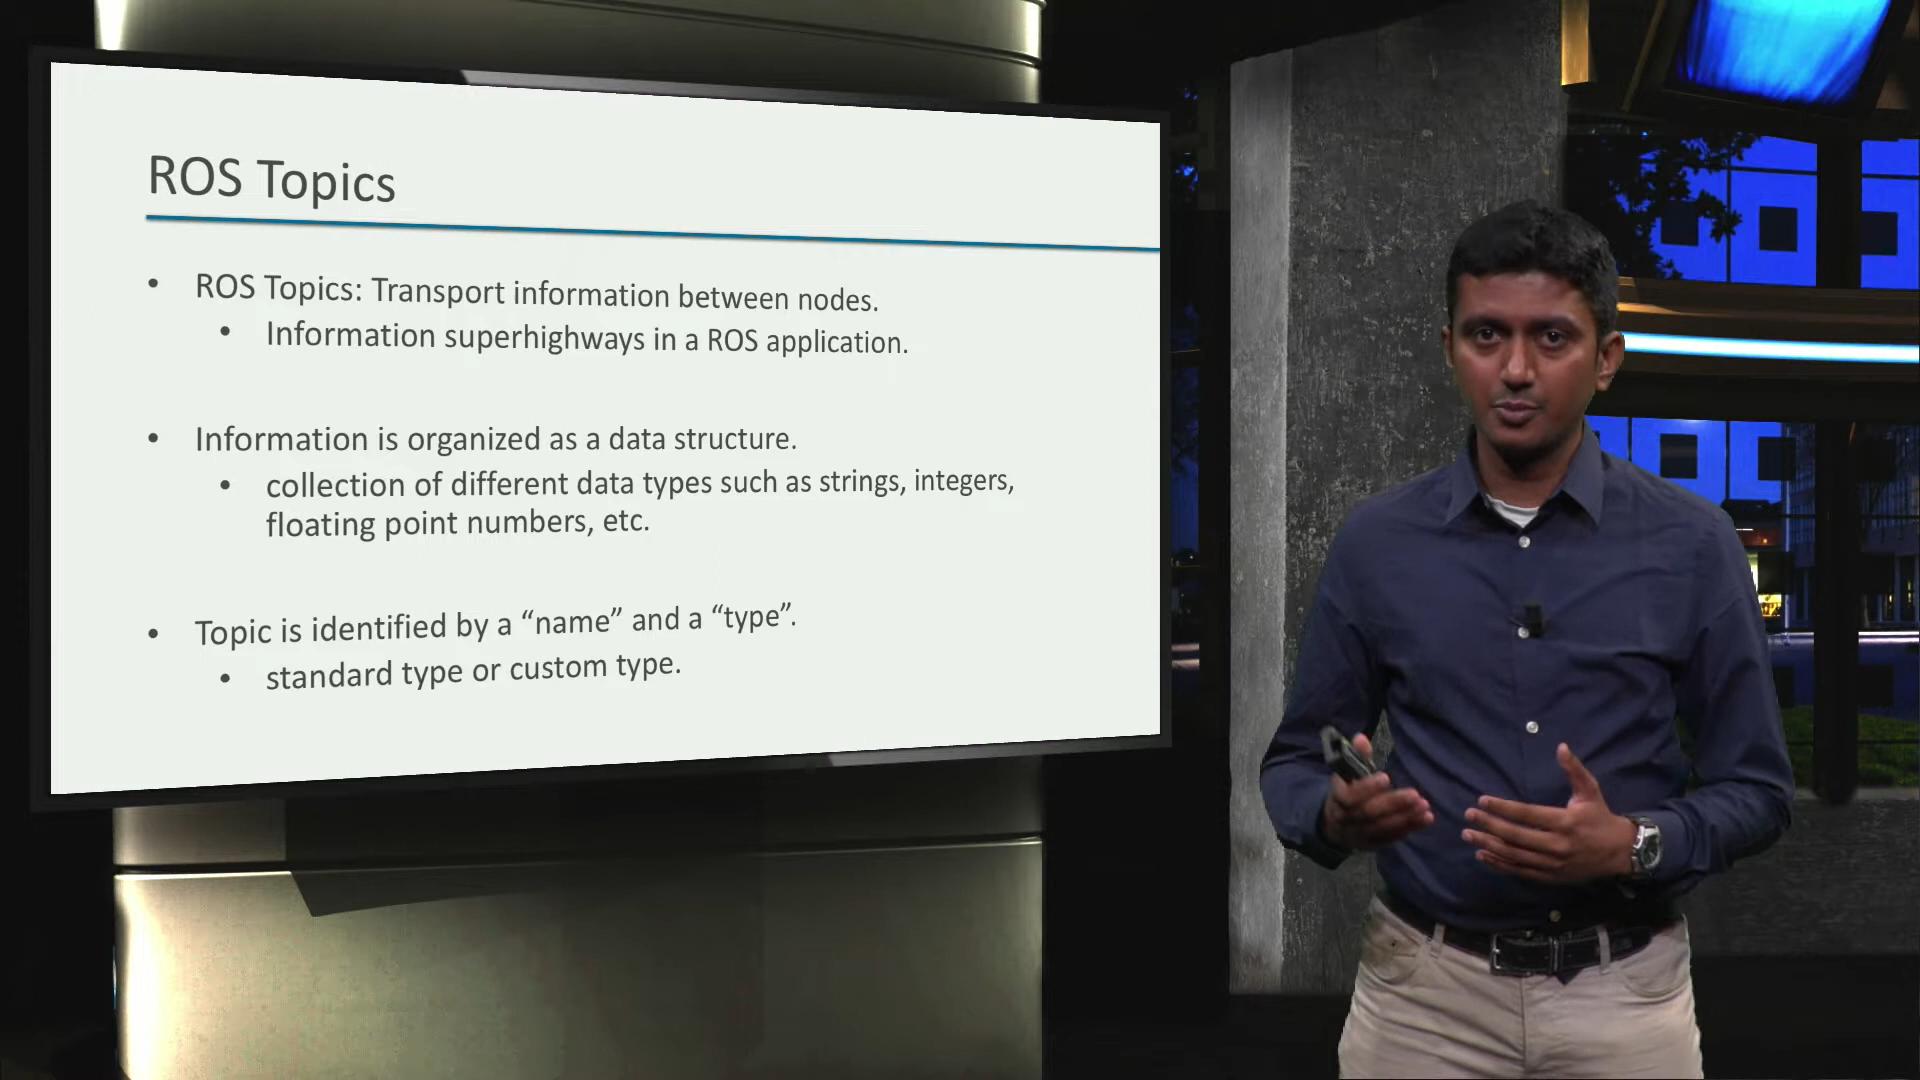 ROS Topics
• ROS Topics: Transport information between nodes.
• Information superhighways in a ROS application.
• Information is organized as a data structure.
• collection of different data types such as strings, integers,
floating point numbers, etc.
• Topic is identified by a “name” and a “type”.
• standard type or custom type.